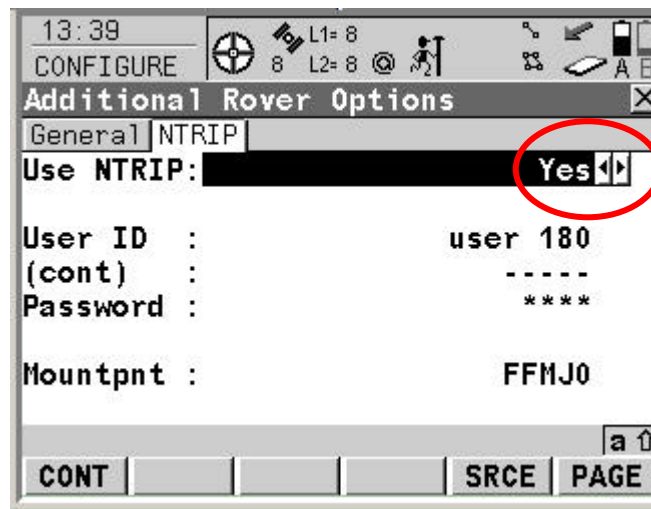 13:39
CONFIGURE
L1= 8
8 L2= 8 @
A B
Additional Rover Options X
General NTRIP
Use NTRIP: Yes
User ID : user 180
(cont) : -----
Password : ****
Mountpnt : FFMJ0
a
CONT SRCE PAGE